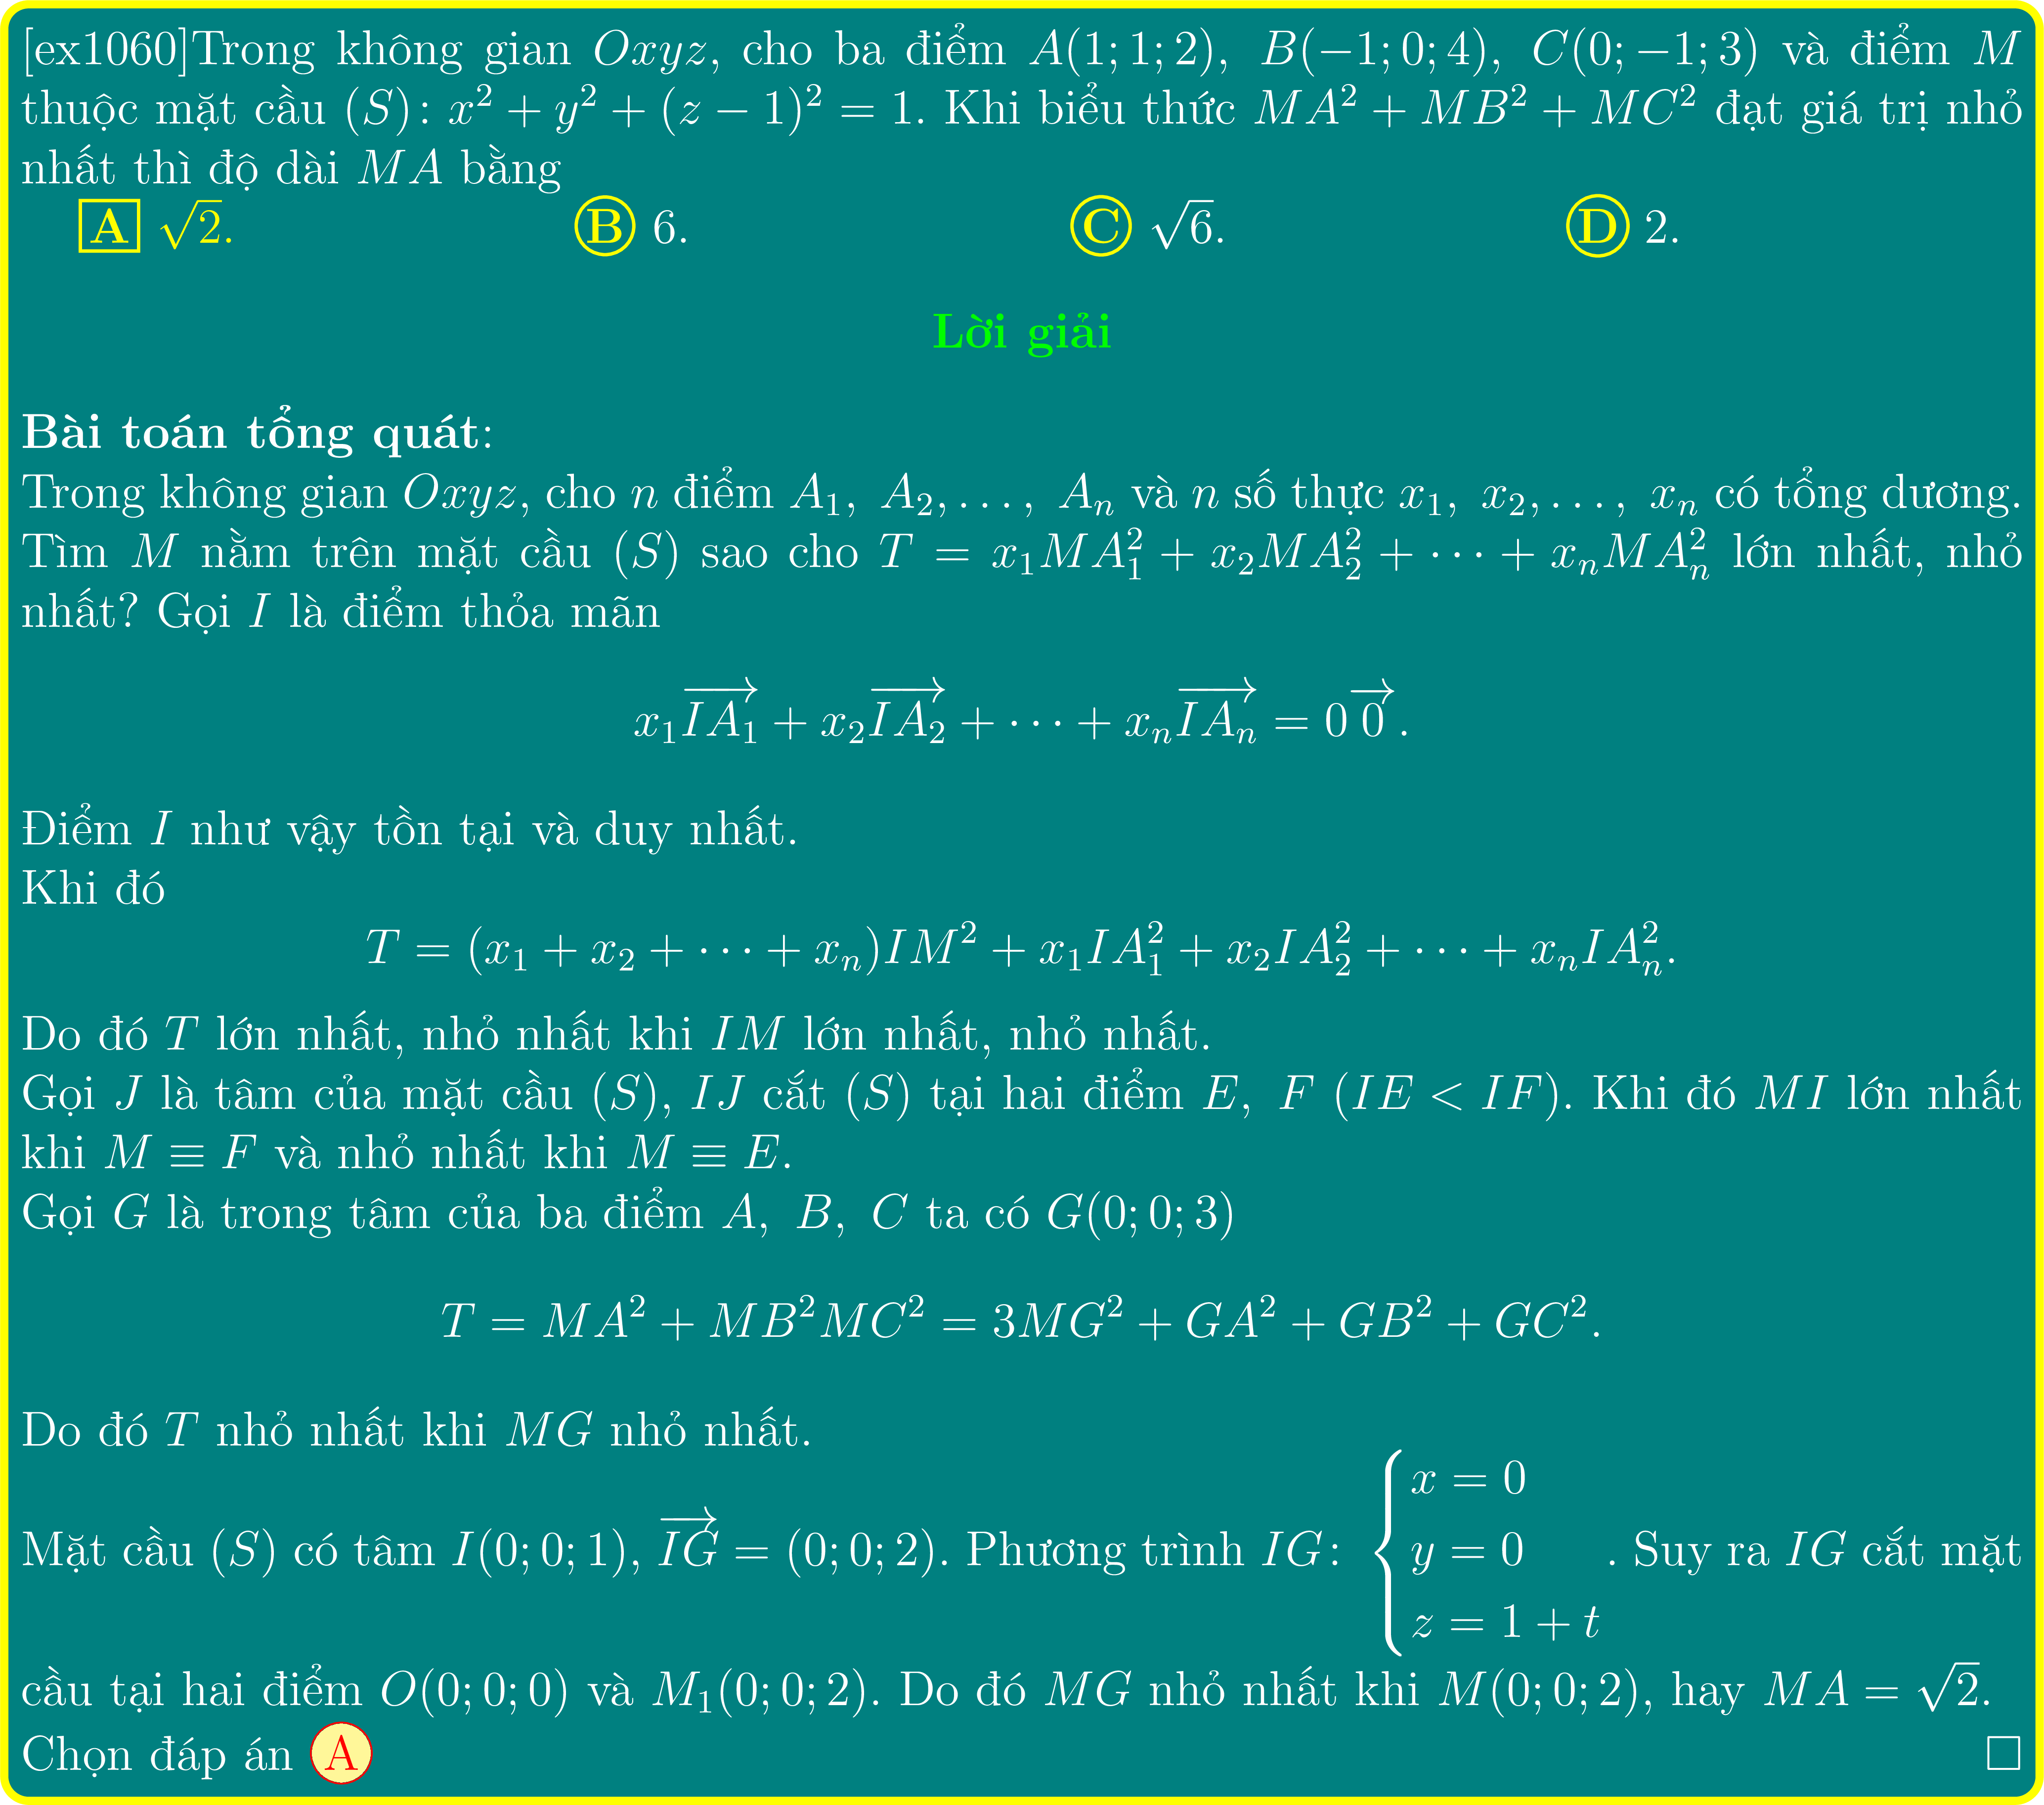 [ex1060]Trong không gian $Oxyz$, cho ba điểm $A(1;1;2)$, $B(-1;0;4)$, $C(0;-1;3)$ và điểm $M$
thuộc mặt cầu $(S)\colon x^2+y^2+(z-1)^2=1$. Khi biểu thức $MA^2+MB^2+MC^2$ đạt giá trị nhỏ
nhất thì độ dài $MA$ bằng
A $\sqrt{2}$. B 6. C $\sqrt{6}$. D 2.
Lời giải
Bài toán tổng quát:
Trong không gian $Oxyz$, cho $n$ điểm $A_1, A_2, \ldots, A_n$ và $n$ số thực $x_1, x_2, \ldots, x_n$ có tổng dương.
Tìm $M$ nằm trên mặt cầu $(S)$ sao cho $T = x_1MA_1^2 + x_2MA_2^2 + \cdots + x_nMA_n^2$ lớn nhất, nhỏ
nhất? Gọi $I$ là điểm thỏa mãn
$x_1\overrightarrow{IA_1} + x_2\overrightarrow{IA_2} + \cdots + x_n\overrightarrow{IA_n} = 0\overrightarrow{0}.$
Điểm $I$ như vậy tồn tại và duy nhất.
Khi đó
$T = (x_1 + x_2 + \cdots + x_n)IM^2 + x_1IA_1^2 + x_2IA_2^2 + \cdots + x_nIA_n^2.$
Do đó $T$ lớn nhất, nhỏ nhất khi $IM$ lớn nhất, nhỏ nhất.
Gọi $J$ là tâm của mặt cầu $(S)$, $IJ$ cắt $(S)$ tại hai điểm $E, F$ $(IE < IF)$. Khi đó $MI$ lớn nhất
khi $M \equiv F$ và nhỏ nhất khi $M \equiv E$.
Gọi $G$ là trong tâm của ba điểm $A, B, C$ ta có $G(0;0;3)$
$T = MA^2 + MB^2MC^2 = 3MG^2 + GA^2 + GB^2 + GC^2.$
Do đó $T$ nhỏ nhất khi $MG$ nhỏ nhất.
Mặt cầu $(S)$ có tâm $I(0;0;1)$, $\overrightarrow{IG} = (0;0;2)$. Phương trình $IG\colon \begin{cases} x = 0 \\ y = 0 \\ z = 1 + t \end{cases}$. Suy ra $IG$ cắt mặt
cầu tại hai điểm $O(0;0;0)$ và $M_1(0;0;2)$. Do đó $MG$ nhỏ nhất khi $M(0;0;2)$, hay $MA = \sqrt{2}$.
Chọn đáp án A □